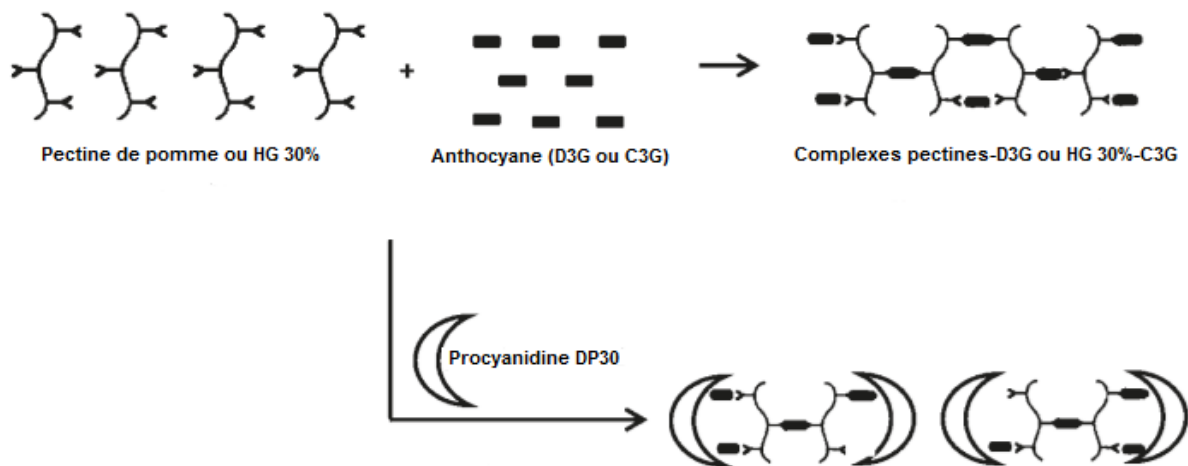 +
Pectine de pomme ou HG 30%
Anthocyane (D3G ou C3G)
Complexes pectines-D3G ou HG 30%-C3G
Procyanidine DP30